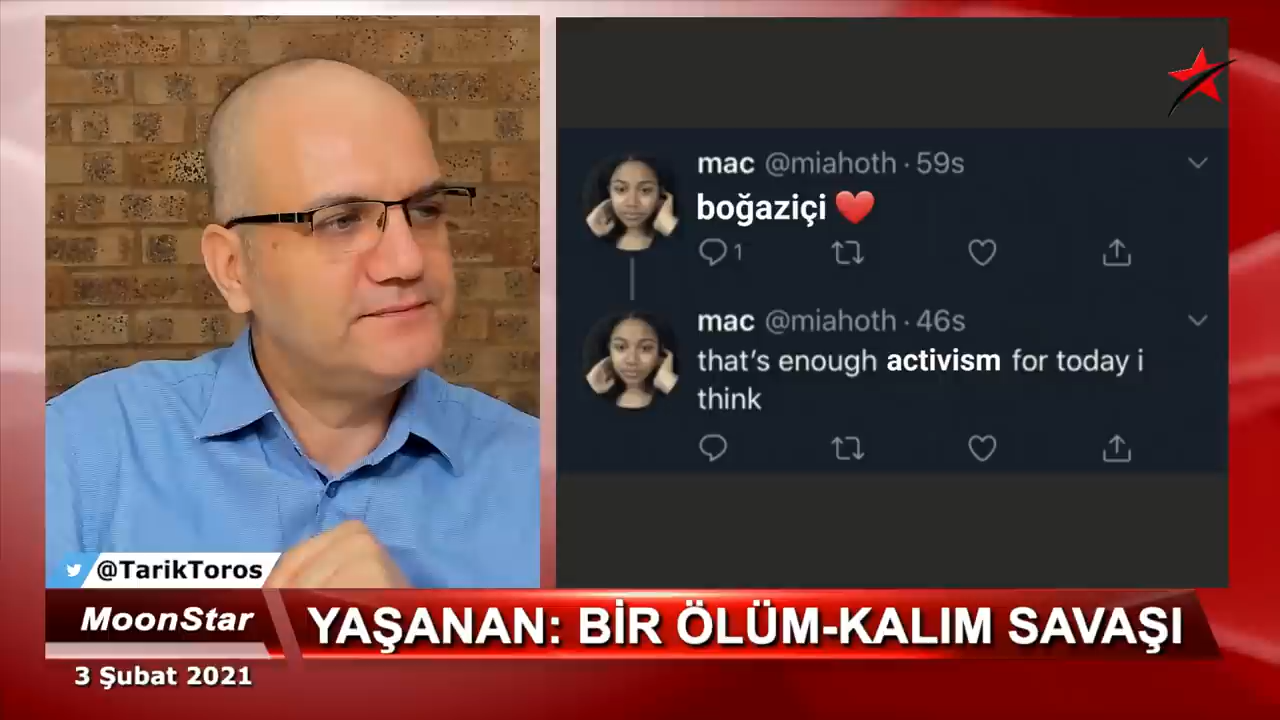 mac @miahoth · 59s
boğaziçi ❤️
1
mac @miahoth · 46s
that's enough activism for today i
think
@TarikToros
MoonStar
YAŞANAN: BİR ÖLÜM-KALIM SAVAŞI
3 Şubat 2021